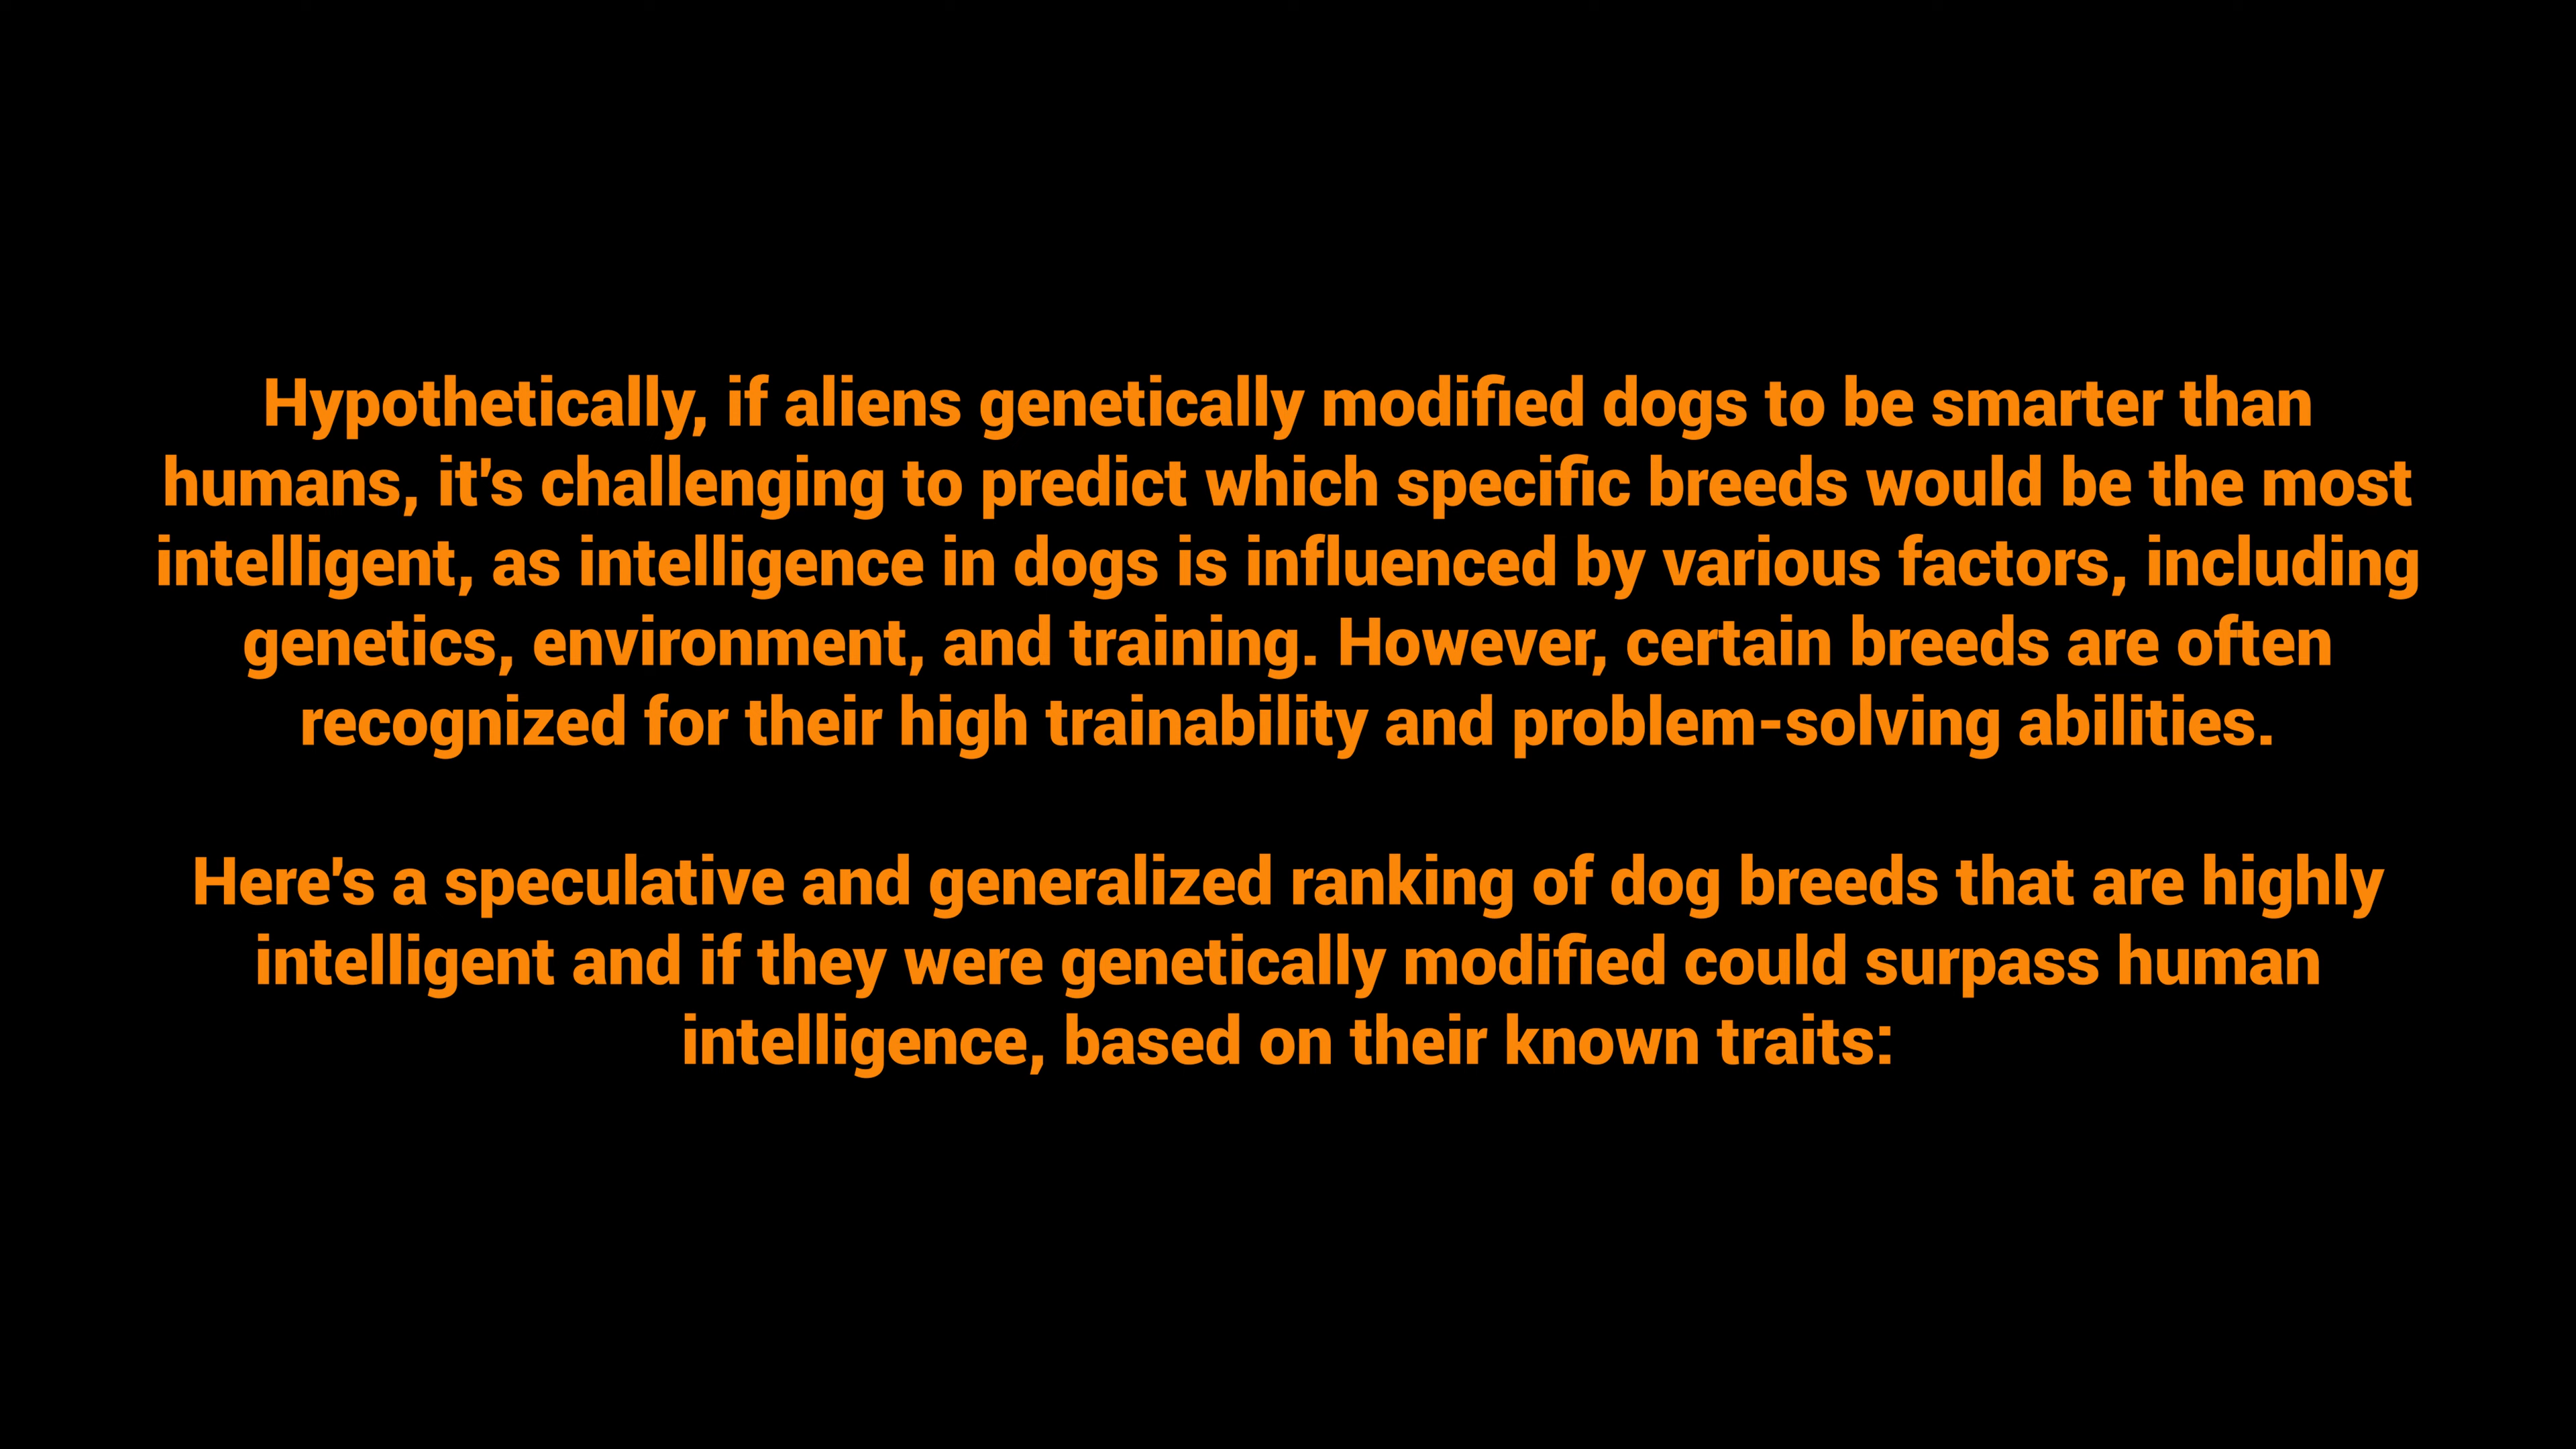 Hypothetically, if aliens genetically modified dogs to be smarter than
humans, it's challenging to predict which specific breeds would be the most
intelligent, as intelligence in dogs is influenced by various factors, including
genetics, environment, and training. However, certain breeds are often
recognized for their high trainability and problem-solving abilities.
Here's a speculative and generalized ranking of dog breeds that are highly
intelligent and if they were genetically modified could surpass human
intelligence, based on their known traits: